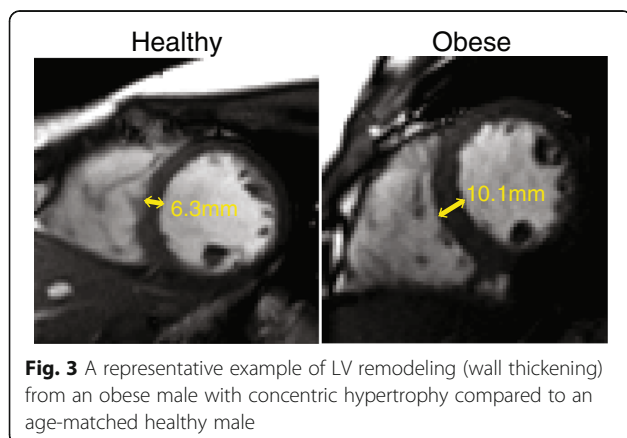 Healthy
Obese
6.3mm
10.1mm
Fig. 3 A representative example of LV remodeling (wall thickening)
from an obese male with concentric hypertrophy compared to an
age-matched healthy male